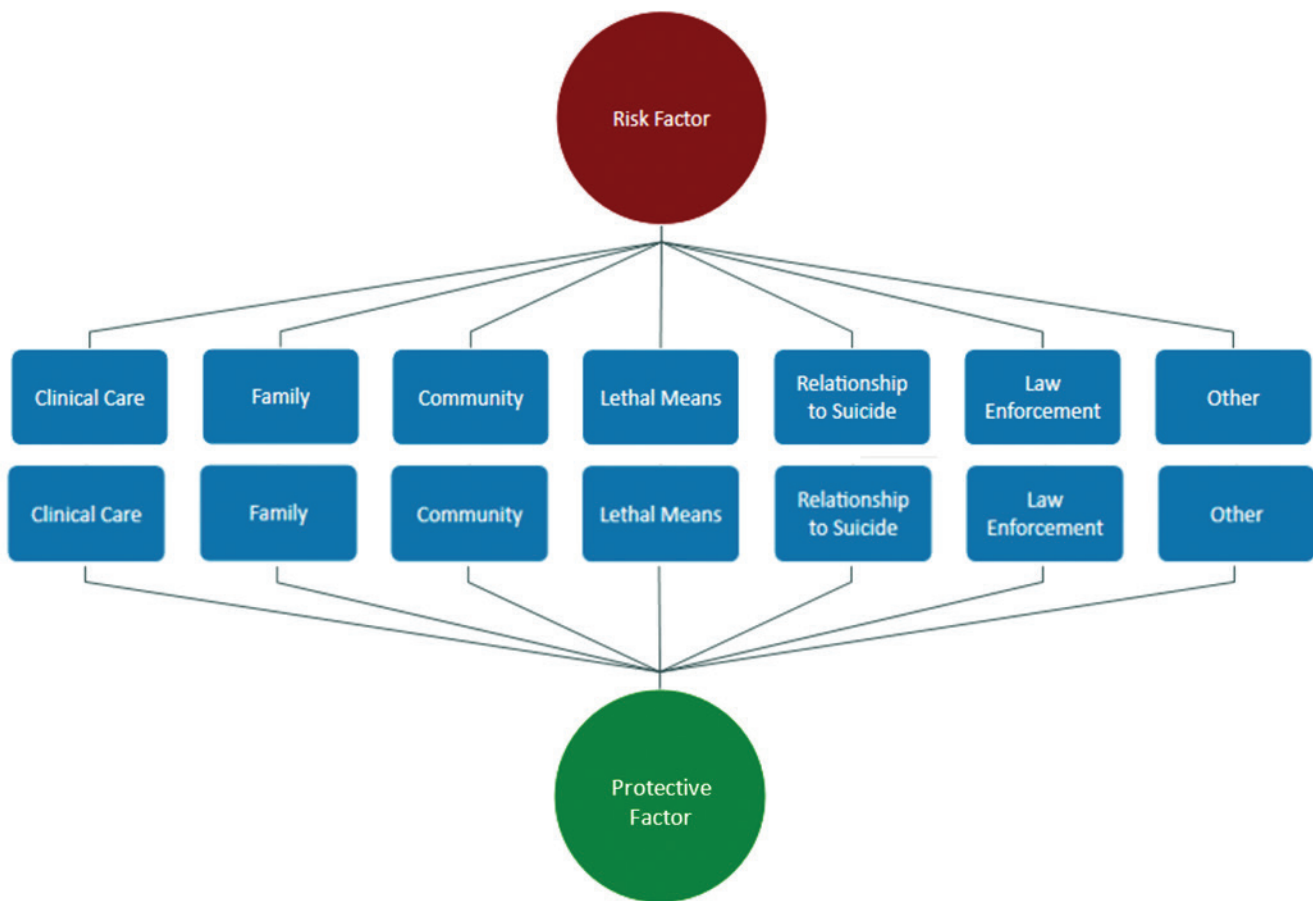 Risk Factor
Clinical Care
Family
Community
Lethal Means
Relationship
to Suicide
Law
Enforcement
Other
Clinical Care
Family
Community
Lethal Means
Relationship
to Suicide
Law
Enforcement
Other
Protective
Factor